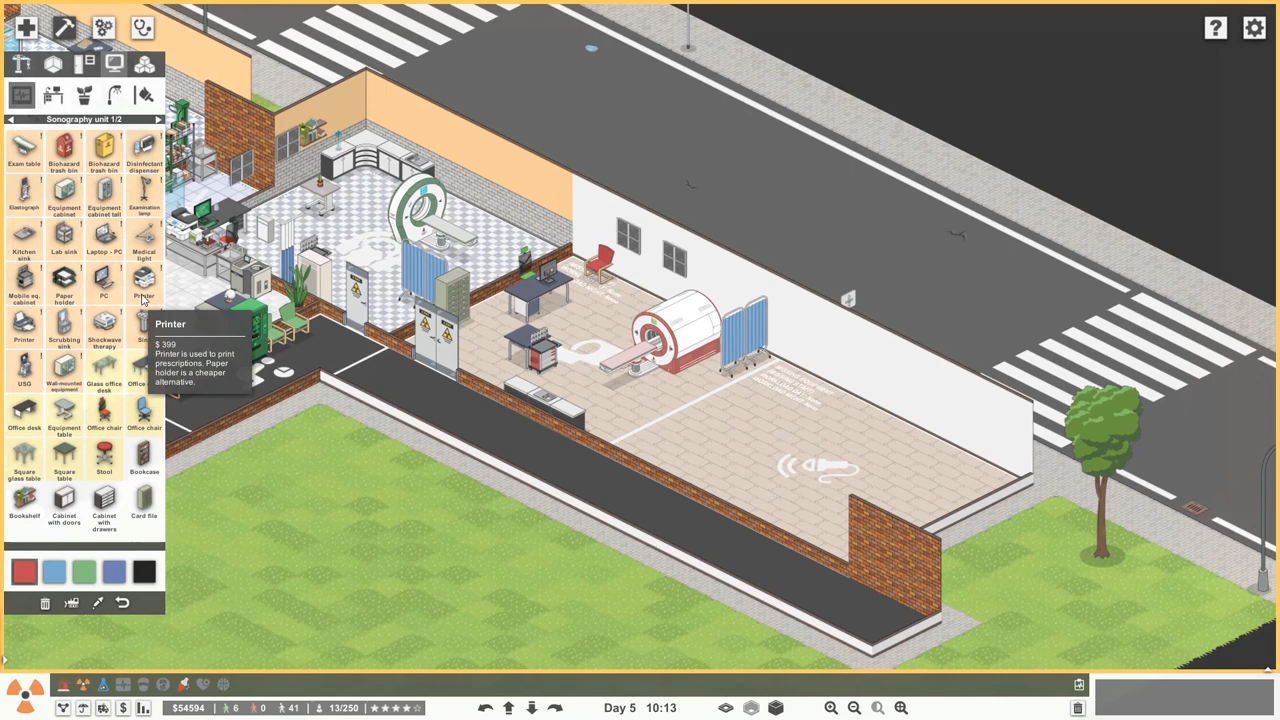 Sonography unit 1/2
Exam table
Biohazard trash bin
Biohazard trash bin
Disinfectant dispenser
Elastograph
Equipment cabinet
Equipment cabinet tall
Examination lamp
Kitchen sink
Lab sink
Laptop - PC
Medical light
Mobile eq. cabinet
Paper holder
PC
Printer
Printer
Scrubbing sink
Shockwave therapy
Printer
$ 399
Printer is used to print
prescriptions. Paper
holder is a cheaper
alternative.
USG
Wall-mounted equipment
Glass office desk
Office desk
Equipment table
Office chair
Office chair
Square glass table
Square table
Stool
Bookcase
Bookshelf
Cabinet with doors
Cabinet with drawers
Card file
$54594
6
0
41
13/250
Day 5 10:13